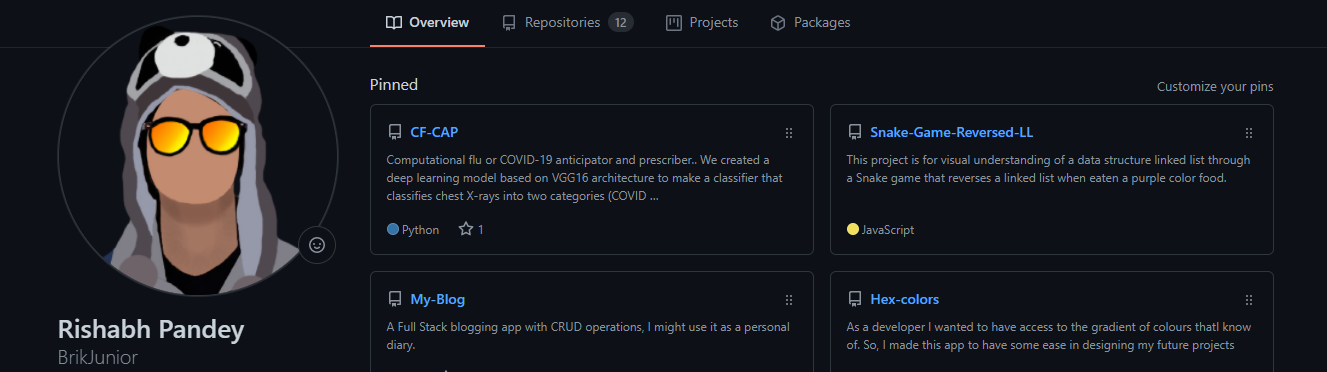 Overview Repositories 12 Projects Packages
Pinned
Customize your pins
CF-CAP
Computational flu or COVID-19 anticipator and prescriber.. We created a
deep learning model based on VGG16 architecture to make a classifier that
classifies chest X-rays into two categories (COVID ...
Python 1
Snake-Game-Reversed-LL
This project is for visual understanding of a data structure linked list through
a Snake game that reverses a linked list when eaten a purple color food.
JavaScript
My-Blog
A Full Stack blogging app with CRUD operations, I might use it as a personal
diary.
Hex-colors
As a developer I wanted to have access to the gradient of colours thatI know
of. So, I made this app to have some ease in designing my future projects
Rishabh Pandey
BrikJunior